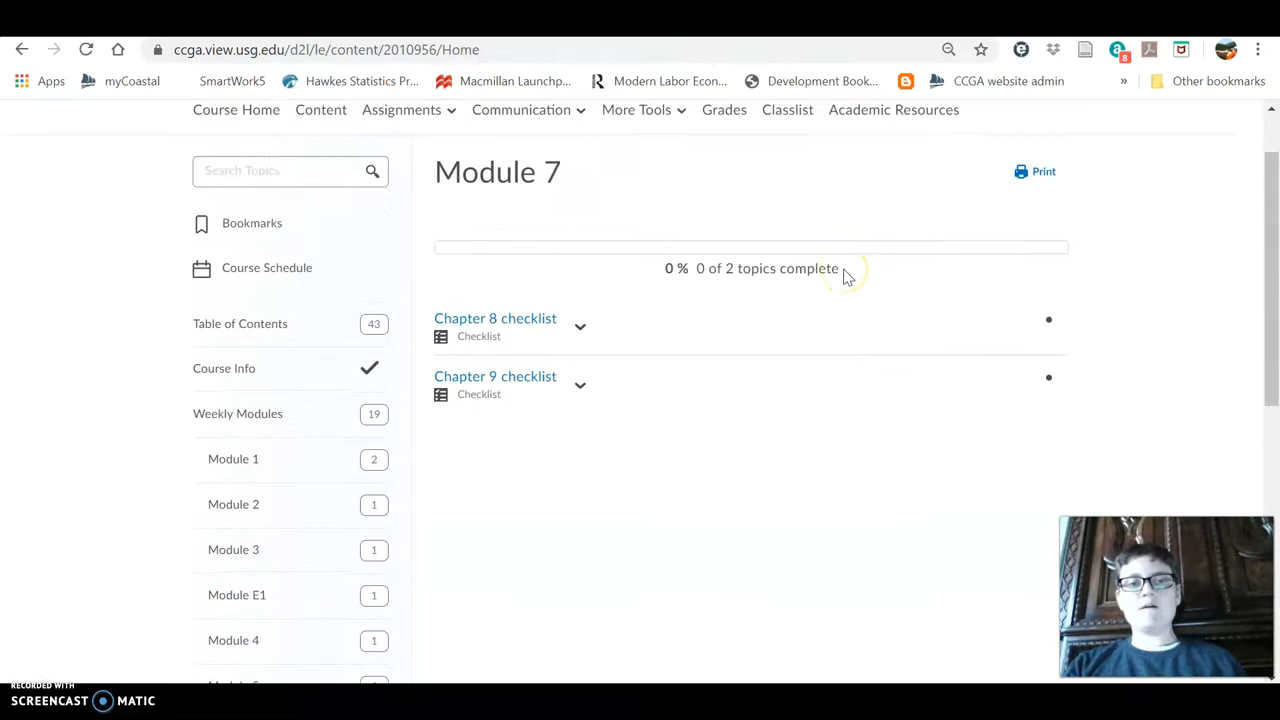 ccga.view.usg.edu/d2l/le/content/2010956/Home
8
Apps myCoastal SmartWork5 Hawkes Statistics Pr... Macmillan Launchp... Modern Labor Econ... Development Book... CCGA website admin » Other bookmarks
Course Home Content Assignments Communication More Tools Grades Classlist Academic Resources
Search Topics
Module 7
Print
Bookmarks
0 % 0 of 2 topics complete
Course Schedule
Chapter 8 checklist
Checklist
Table of Contents 43
Chapter 9 checklist
Checklist
Course Info
Weekly Modules 19
Module 1 2
Module 2 1
Module 3 1
Module E1 1
Module 4 1
RECORDED WITH
SCREENCAST MATIC